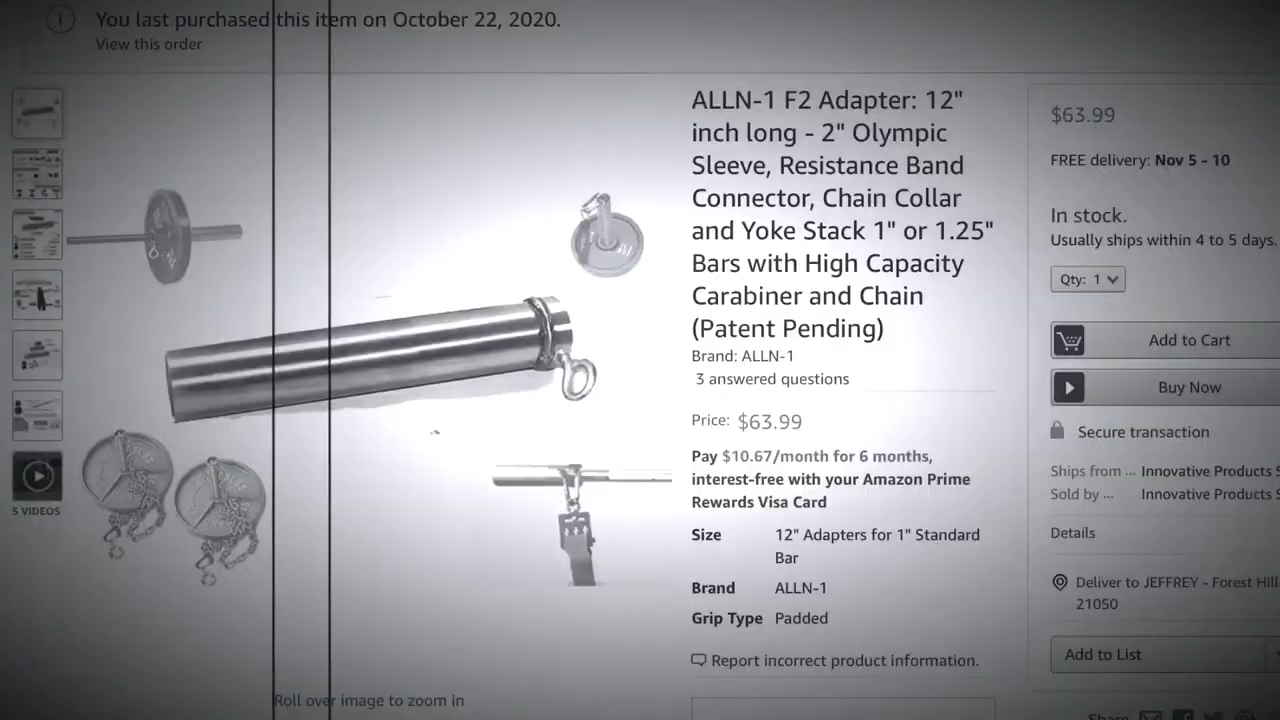 You last purchased this item on October 22, 2020.
View this order
5 VIDEOS
Roll over image to zoom in
ALLN-1 F2 Adapter: 12"
inch long - 2" Olympic
Sleeve, Resistance Band
Connector, Chain Collar
and Yoke Stack 1" or 1.25"
Bars with High Capacity
Carabiner and Chain
(Patent Pending)
Brand: ALLN-1
3 answered questions
Price: $63.99
Pay $10.67/month for 6 months,
interest-free with your Amazon Prime
Rewards Visa Card
Size 12" Adapters for 1" Standard
Bar
Brand ALLN-1
Grip Type Padded
Report incorrect product information.
$63.99
FREE delivery: Nov 5 - 10
In stock.
Usually ships within 4 to 5 days.
Qty: 1
Add to Cart
Buy Now
Secure transaction
Ships from ... Innovative Products S
Sold by ... Innovative Products S
Details
Deliver to JEFFREY - Forest Hill
21050
Add to List
Share